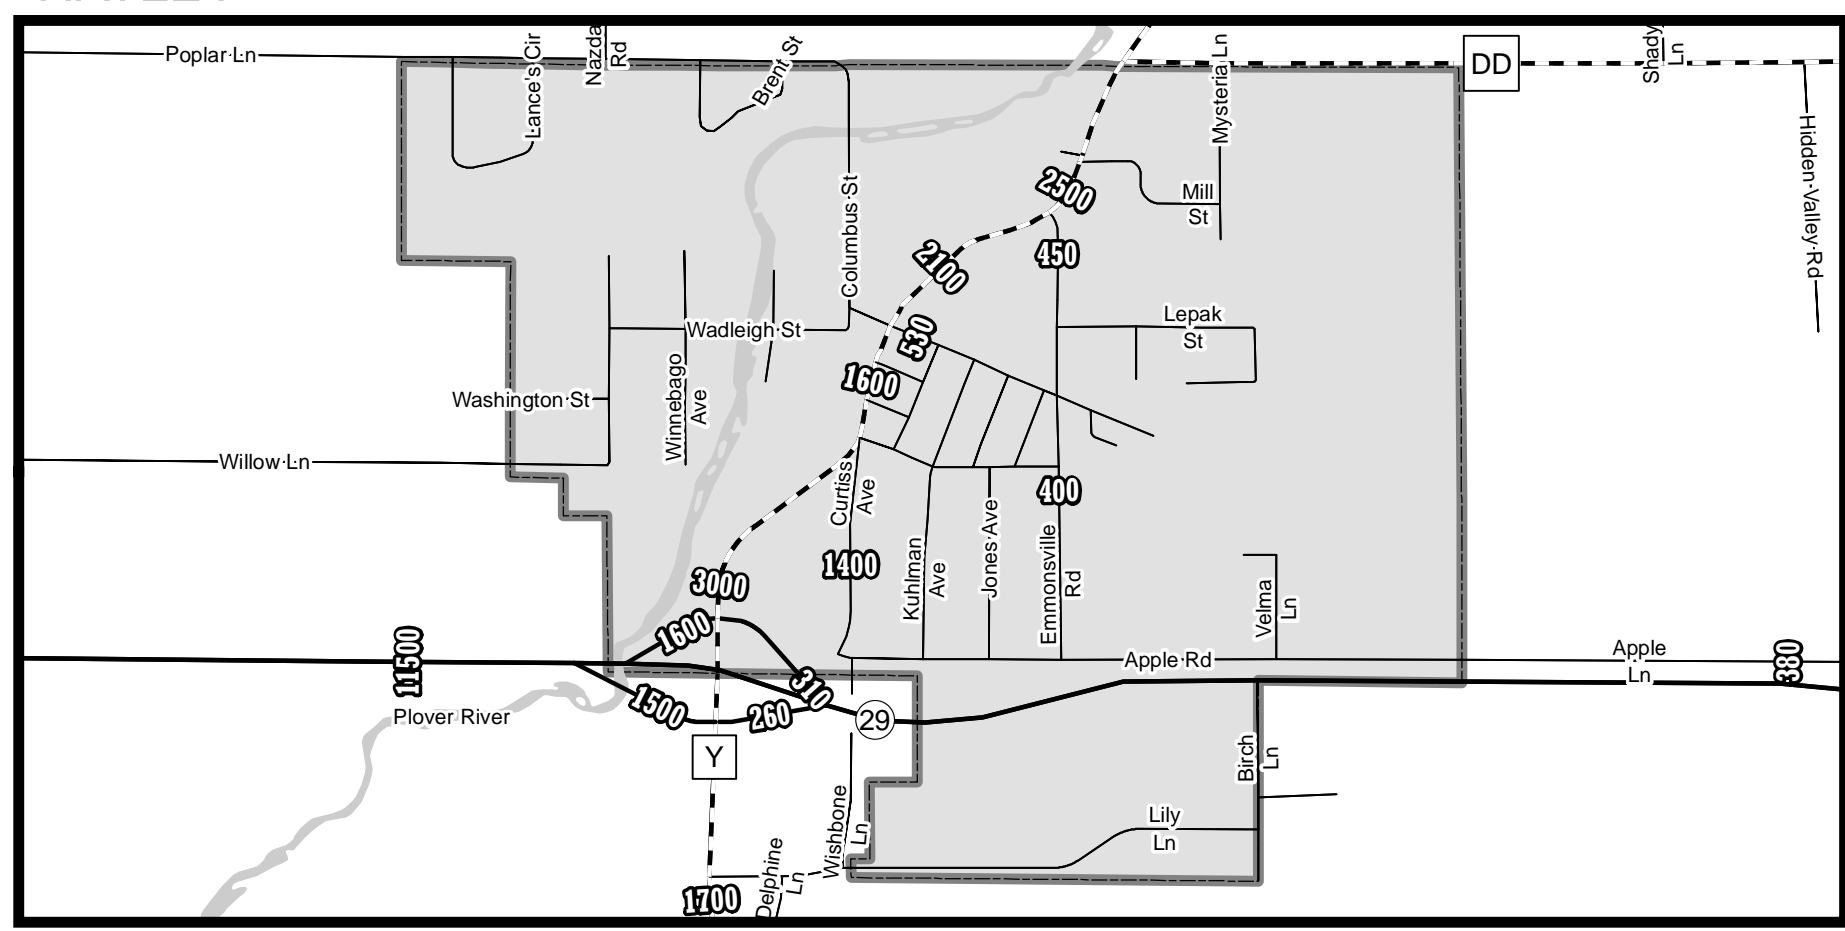 Poplar Ln
Lance's Cir
Nazda
Rd
Brent St
Mysteria Ln
DD
Shady
Ln
Hidden Valley Rd
2500
Mill
St
Columbus St
450
2100
Lepak
St
Wadleigh St
530
1600
Winnebago
Ave
Washington St
Willow Ln
Curtiss
Ave
400
1400
Kuhlman
Ave
Jones Ave
Emmonsville
Rd
3000
Velma
Ln
1600
11500
Apple Rd
Apple
Ln
380
310
1500
260
29
Plover River
Y
Birch
Ln
Wishbone
Ln
Lily
Ln
Delphine
Ln
1700